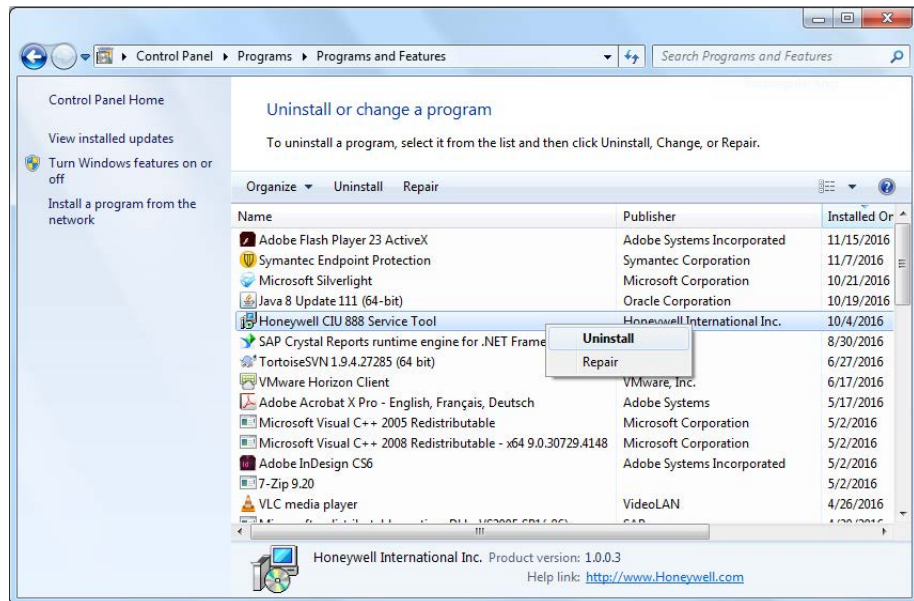 Control Panel Programs Programs and Features Search Programs and Features
Control Panel Home
View installed updates
Turn Windows features on or off
Install a program from the network
Uninstall or change a program
To uninstall a program, select it from the list and then click Uninstall, Change, or Repair.
Organize Uninstall Repair
Name Publisher Installed On
Adobe Flash Player 23 ActiveX Adobe Systems Incorporated 11/15/2016
Symantec Endpoint Protection Symantec Corporation 11/7/2016
Microsoft Silverlight Microsoft Corporation 10/21/2016
Java 8 Update 111 (64-bit) Oracle Corporation 10/19/2016
Honeywell CIU 888 Service Tool Honeywell International Inc. 10/4/2016
Uninstall
Repair
SAP Crystal Reports runtime engine for .NET Frame 8/30/2016
TortoiseSVN 1.9.4.27285 (64 bit) 6/27/2016
VMware Horizon Client VMware, Inc. 6/17/2016
Adobe Acrobat X Pro - English, Français, Deutsch Adobe Systems 5/17/2016
Microsoft Visual C++ 2005 Redistributable Microsoft Corporation 5/2/2016
Microsoft Visual C++ 2008 Redistributable - x64 9.0.30729.4148 Microsoft Corporation 5/2/2016
Adobe InDesign CS6 Adobe Systems Incorporated 5/2/2016
7-Zip 9.20 5/2/2016
VLC media player VideoLAN 4/26/2016
Honeywell International Inc. Product version: 1.0.0.3
Help link: http://www.Honeywell.com